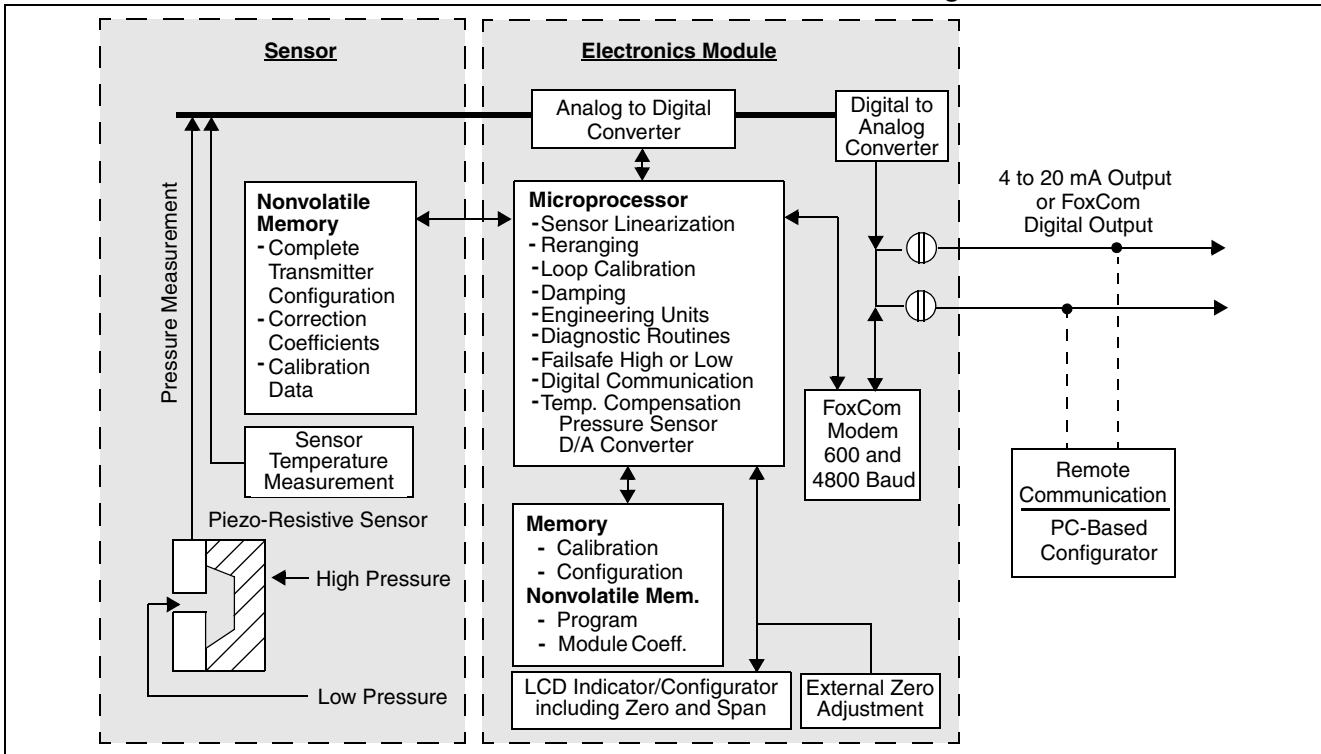 Sensor
Electronics Module
Analog to Digital
Converter
Digital to
Analog
Converter
4 to 20 mA Output
or FoxCom
Digital Output
Pressure Measurement
Nonvolatile
Memory
- Complete
Transmitter
Configuration
- Correction
Coefficients
- Calibration
Data
Microprocessor
- Sensor Linearization
- Reranging
- Loop Calibration
- Damping
- Engineering Units
- Diagnostic Routines
- Failsafe High or Low
- Digital Communication
- Temp. Compensation
Pressure Sensor
D/A Converter
FoxCom
Modem
600 and
4800 Baud
Remote
Communication
PC-Based
Configurator
Sensor
Temperature
Measurement
Piezo-Resistive Sensor
High Pressure
Low Pressure
Memory
- Calibration
- Configuration
Nonvolatile Mem.
- Program
- Module Coeff.
LCD Indicator/Configurator
including Zero and Span
External Zero
Adjustment